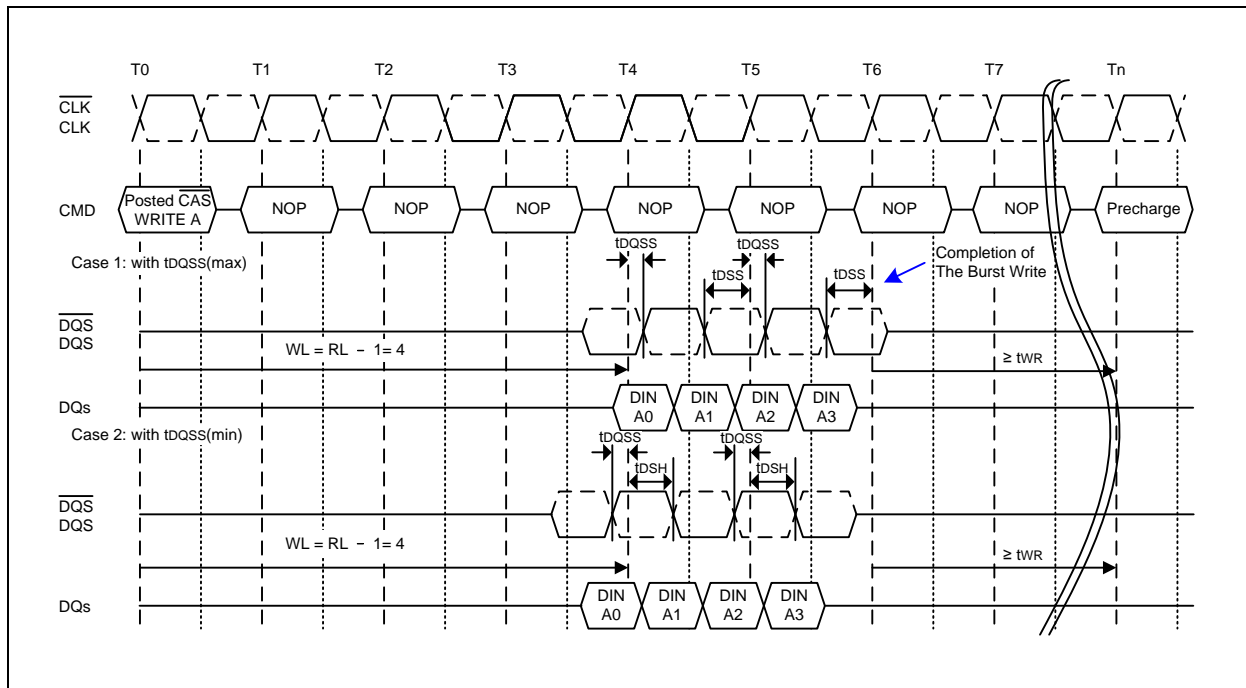 T0 T1 T2 T3 T4 T5 T6 T7 Tn
CLK
CLK
CMD
Posted CAS
WRITE A
NOP NOP NOP NOP NOP NOP NOP Precharge
Case 1: with tDQSS(max)
tDQSS tDQSS
tDSS tDSS
Completion of
The Burst Write
DQS
DQS
WL = RL − 1= 4
≥ tWR
DQs
DIN
A0
DIN
A1
DIN
A2
DIN
A3
Case 2: with tDQSS(min)
tDQSS tDQSS
tDSH tDSH
DQS
DQS
WL = RL − 1= 4
≥ tWR
DQs
DIN
A0
DIN
A1
DIN
A2
DIN
A3